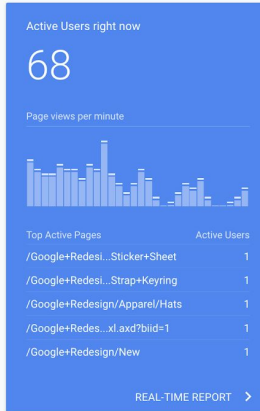 Active Users right now
68
Page views per minute
Top Active Pages Active Users
/Google+Redesi...Sticker+Sheet 1
/Google+Redesi...Strap+Keyring 1
/Google+Redesign/Apparel/Hats 1
/Google+Redes...xl.axd?biid=1 1
/Google+Redesign/New 1
REAL-TIME REPORT